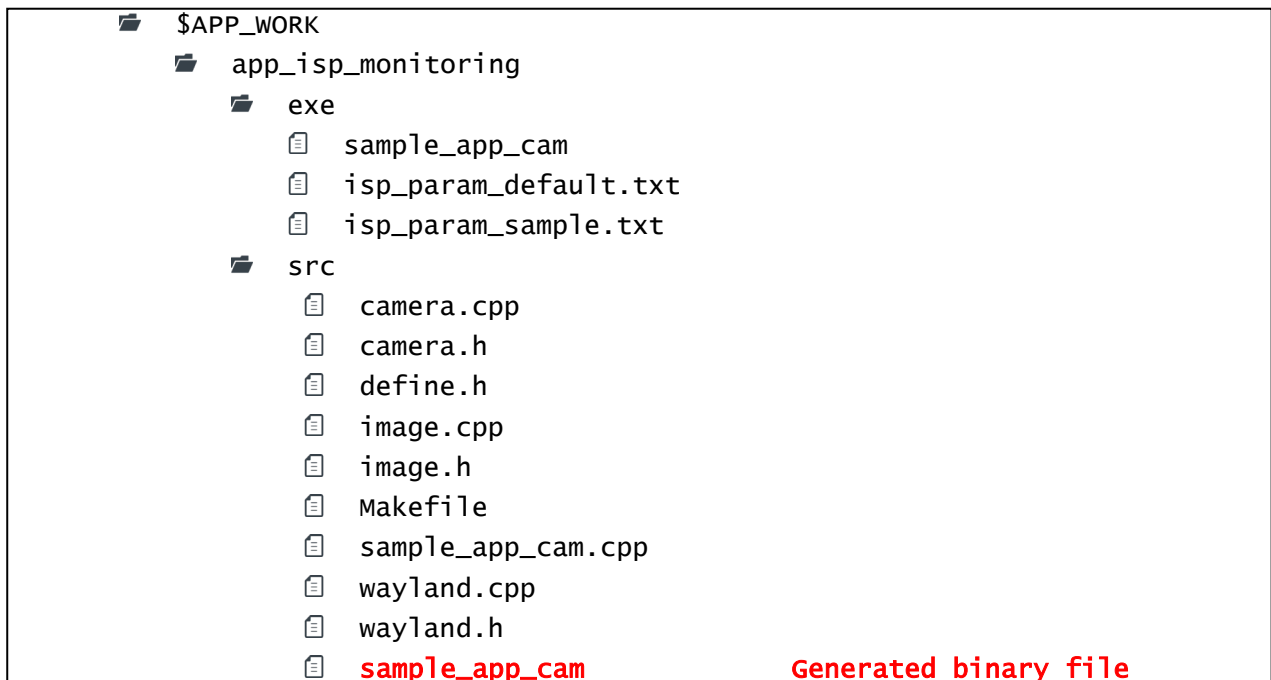 $APP_WORK
app_isp_monitoring
exe
sample_app_cam
isp_param_default.txt
isp_param_sample.txt
src
camera.cpp
camera.h
define.h
image.cpp
image.h
Makefile
sample_app_cam.cpp
wayland.cpp
wayland.h
sample_app_cam Generated binary file